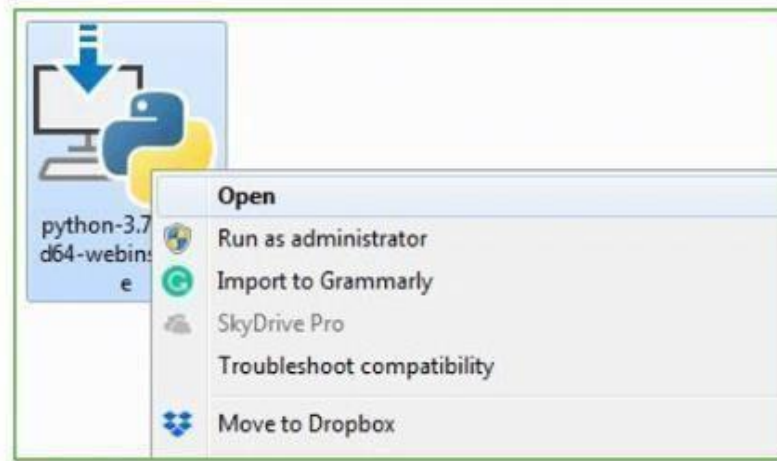 python-3.7
d64-webins
e
Open
Run as administrator
Import to Grammarly
SkyDrive Pro
Troubleshoot compatibility
Move to Dropbox